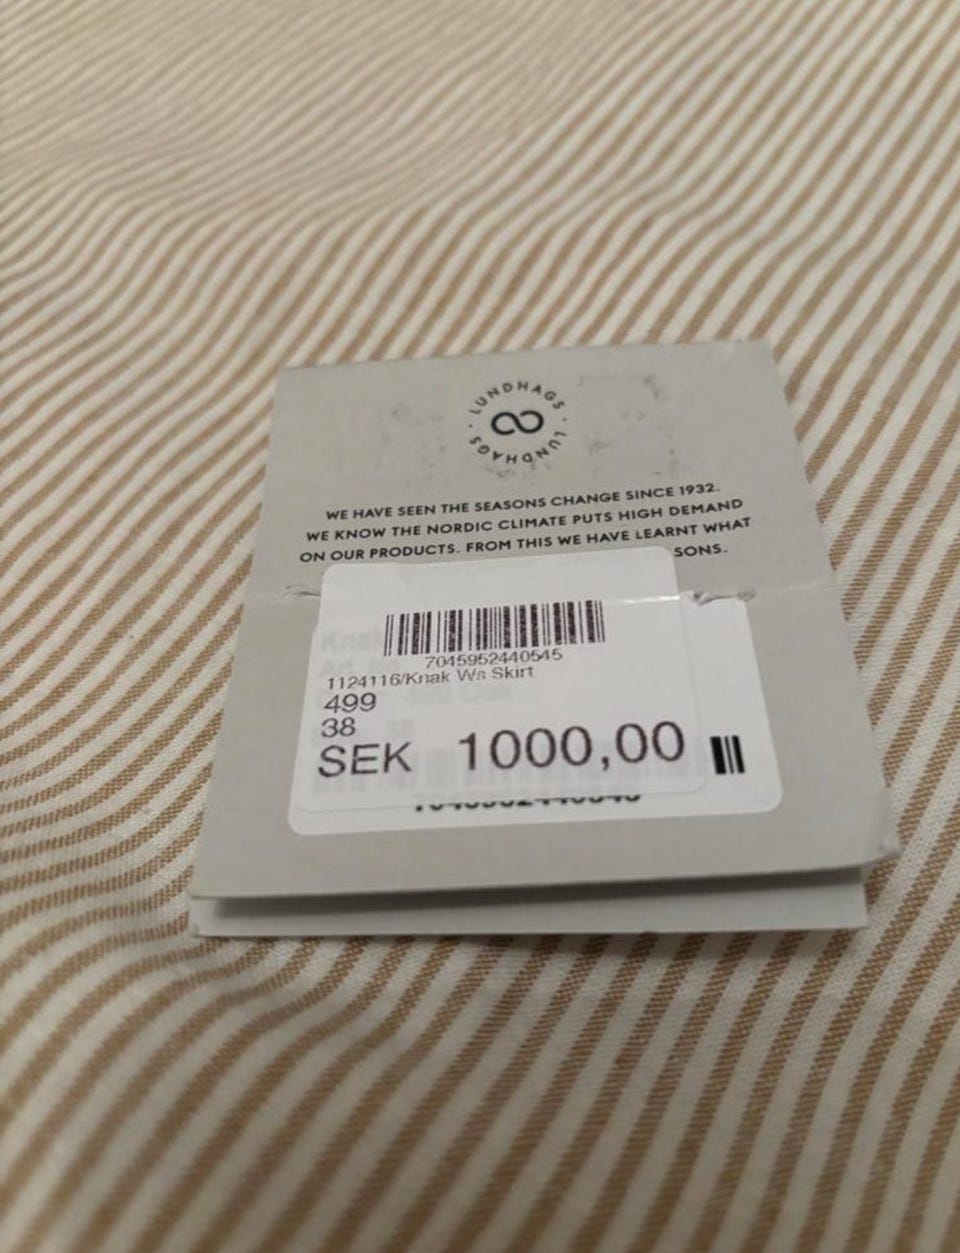 LUNDHAGS · LUNDHAGS ·
WE HAVE SEEN THE SEASONS CHANGE SINCE 1932.
WE KNOW THE NORDIC CLIMATE PUTS HIGH DEMAND
ON OUR PRODUCTS. FROM THIS WE HAVE LEARNT WHAT
SONS.
7045952440545
1124116/Knak Ws Skirt
499
38
SEK 1000,00